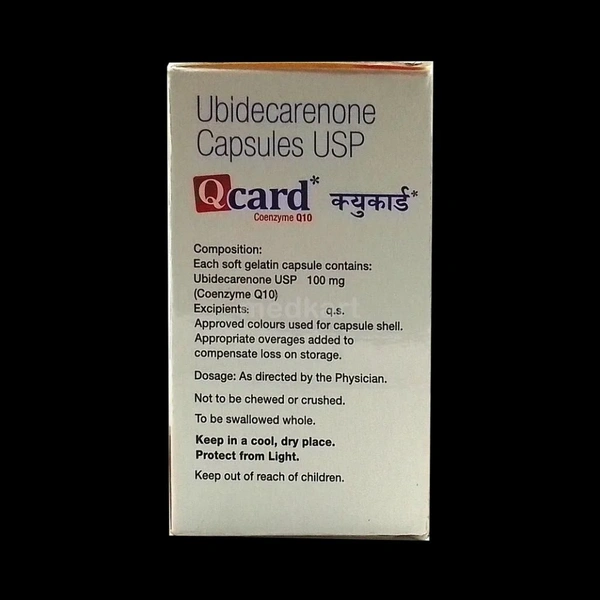 Ubidecarenone
Capsules USP
Qcard* क्युकार्ड*
Coenzyme Q10
Composition:
Each soft gelatin capsule contains:
Ubidecarenone USP 100 mg
(Coenzyme Q10)
medkart
Excipients: q.s.
Approved colours used for capsule shell.
Appropriate overages added to
compensate loss on storage.
Dosage: As directed by the Physician.
Not to be chewed or crushed.
To be swallowed whole.
Keep in a cool, dry place.
Protect from Light.
Keep out of reach of children.